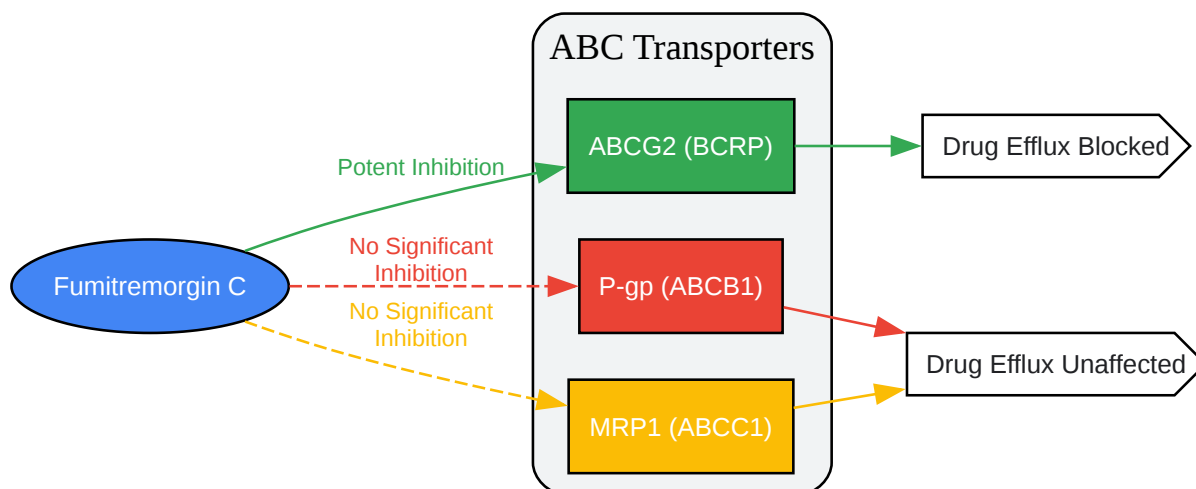 ABC Transporters
ABCG2 (BCRP)
Drug Efflux Blocked
Potent Inhibition
No Significant
Inhibition
Fumitremorgin C
P-gp (ABCB1)
No Significant
Inhibition
Drug Efflux Unaffected
MRP1 (ABCC1)